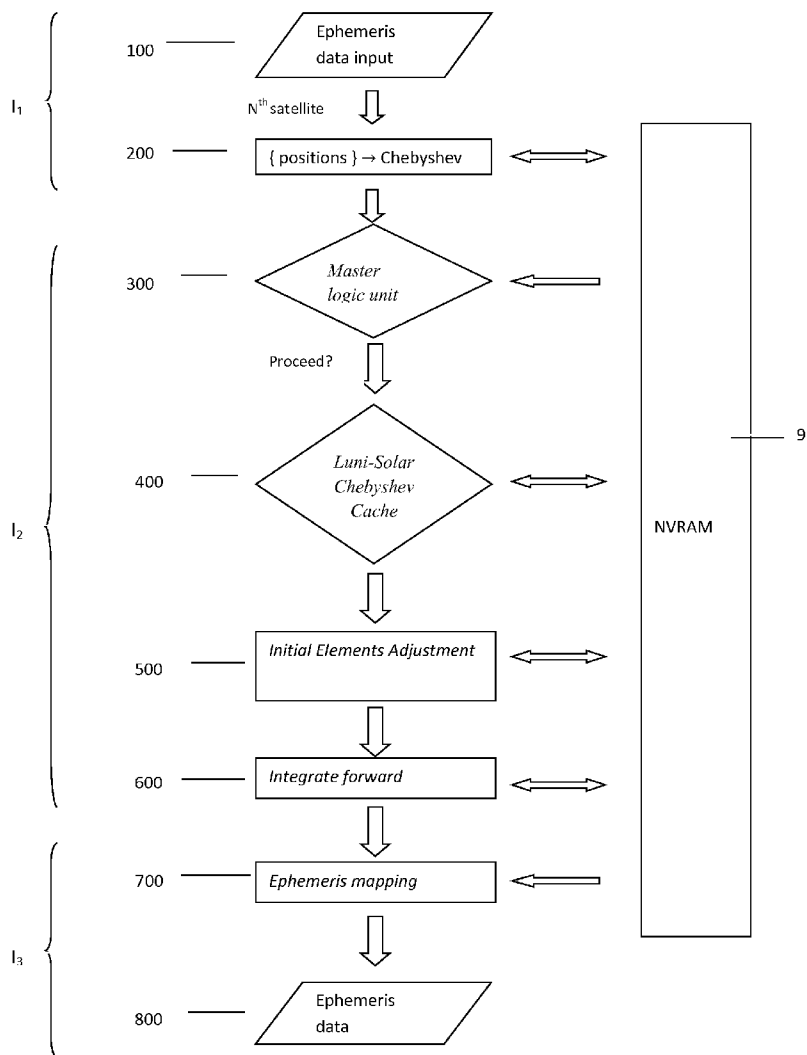 Ephemeris
data input
100
I₁
Nᵗʰ satellite
200
{ positions } → Chebyshev
300
Master
logic unit
Proceed?
400
Luni-Solar
Chebyshev
Cache
9
I₂
NVRAM
500
Initial Elements Adjustment
600
Integrate forward
700
Ephemeris mapping
I₃
800
Ephemeris
data